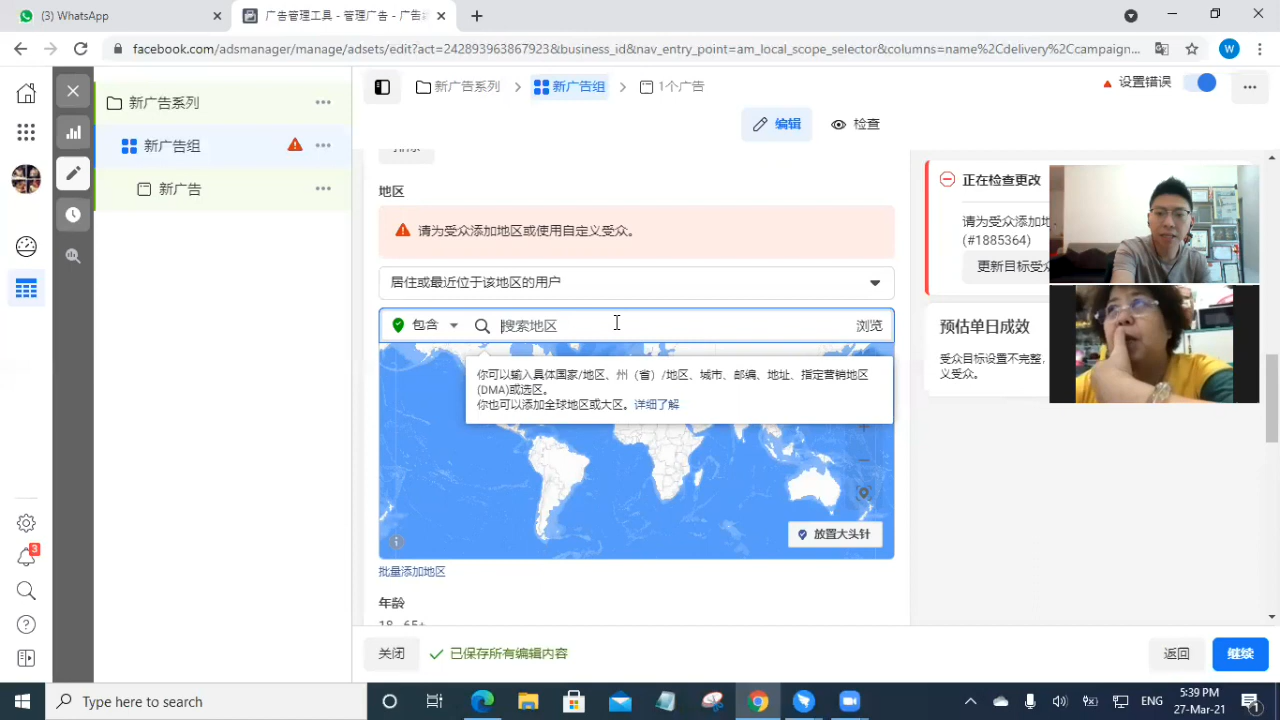 (3) WhatsApp
广告管理工具 - 管理广告 - 广告
facebook.com/adsmanager/manage/adsets/edit?act=242893963867923&business_id&nav_entry_point=am_local_scope_selector&columns=name%2Cdelivery%2Ccampaign...
W
新广告系列
新广告组
1个广告
设置错误
新广告系列
新广告组
新广告
编辑
检查
地区
请为受众添加地区或使用自定义受众。
居住或最近位于该地区的用户
包含
搜索地区
浏览
你可以输入具体国家/地区、州（省）/地区、城市、邮编、地址、指定营销地区
(DMA)或选区。
你也可以添加全球地区或大区。详细了解
放置大头针
批量添加地区
年龄
18 - 65+
正在检查更改
请为受众添加地
(#1885364)
更新目标受众
预估单日成效
受众目标设置不完整，
义受众。
3
关闭
已保存所有编辑内容
返回
继续
Type here to search
ENG
5:39 PM
27-Mar-21
1